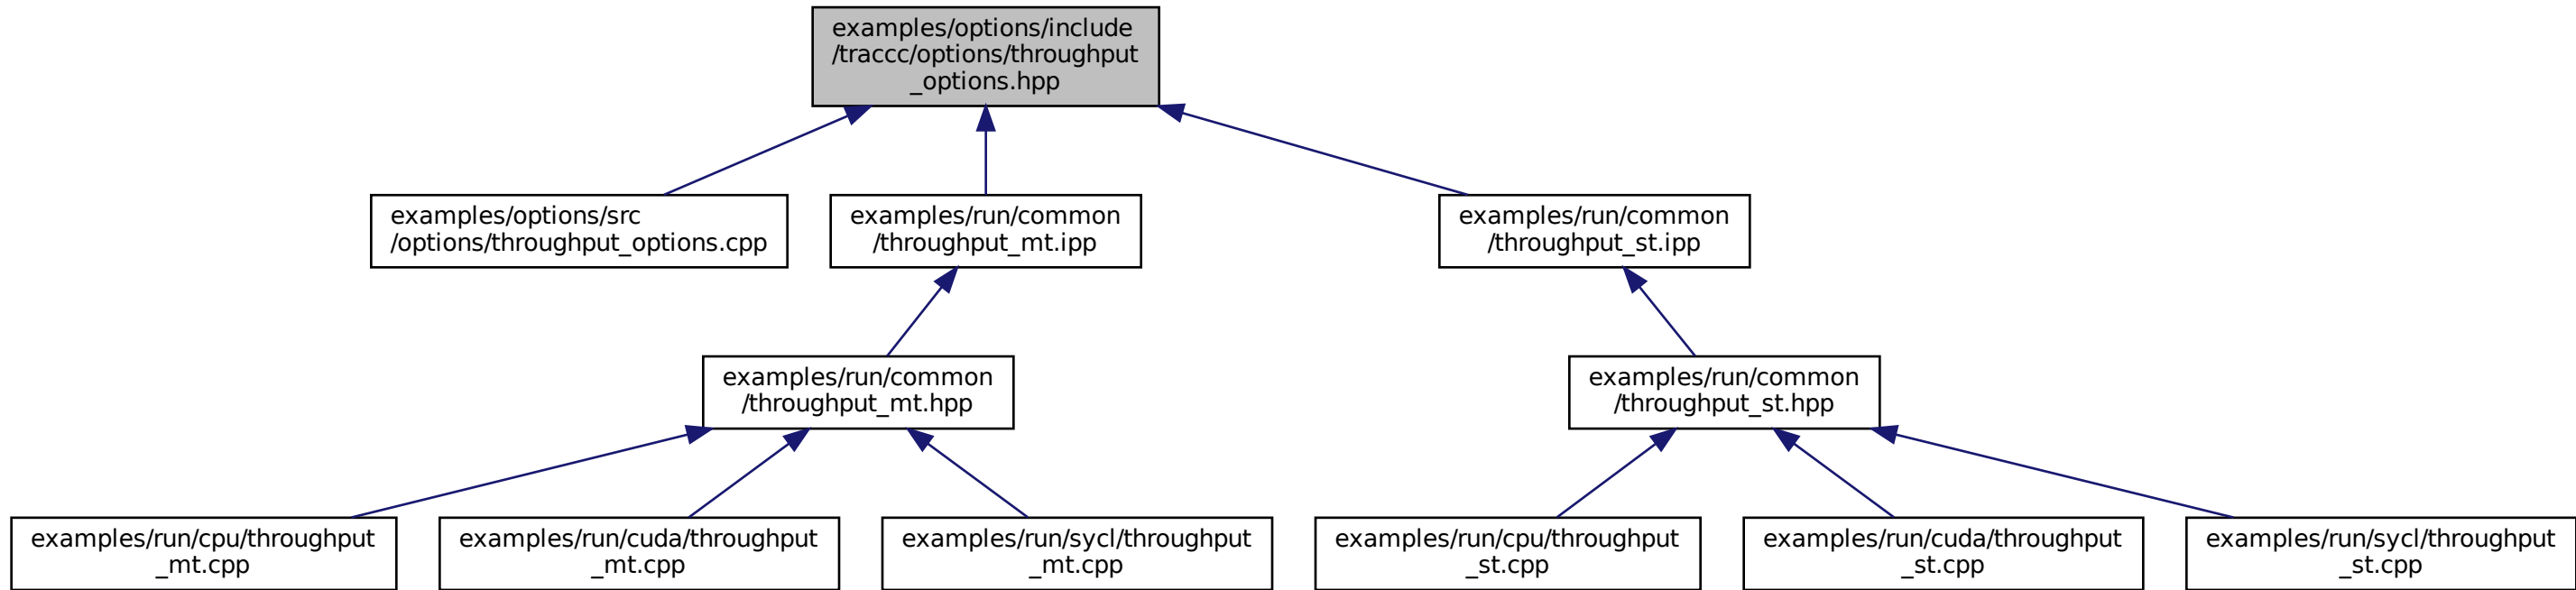 examples/options/include
/traccc/options/throughput
_options.hpp
examples/options/src
/options/throughput_options.cpp
examples/run/common
/throughput_mt.ipp
examples/run/common
/throughput_st.ipp
examples/run/common
/throughput_mt.hpp
examples/run/common
/throughput_st.hpp
examples/run/cpu/throughput
_mt.cpp
examples/run/cuda/throughput
_mt.cpp
examples/run/sycl/throughput
_mt.cpp
examples/run/cpu/throughput
_st.cpp
examples/run/cuda/throughput
_st.cpp
examples/run/sycl/throughput
_st.cpp